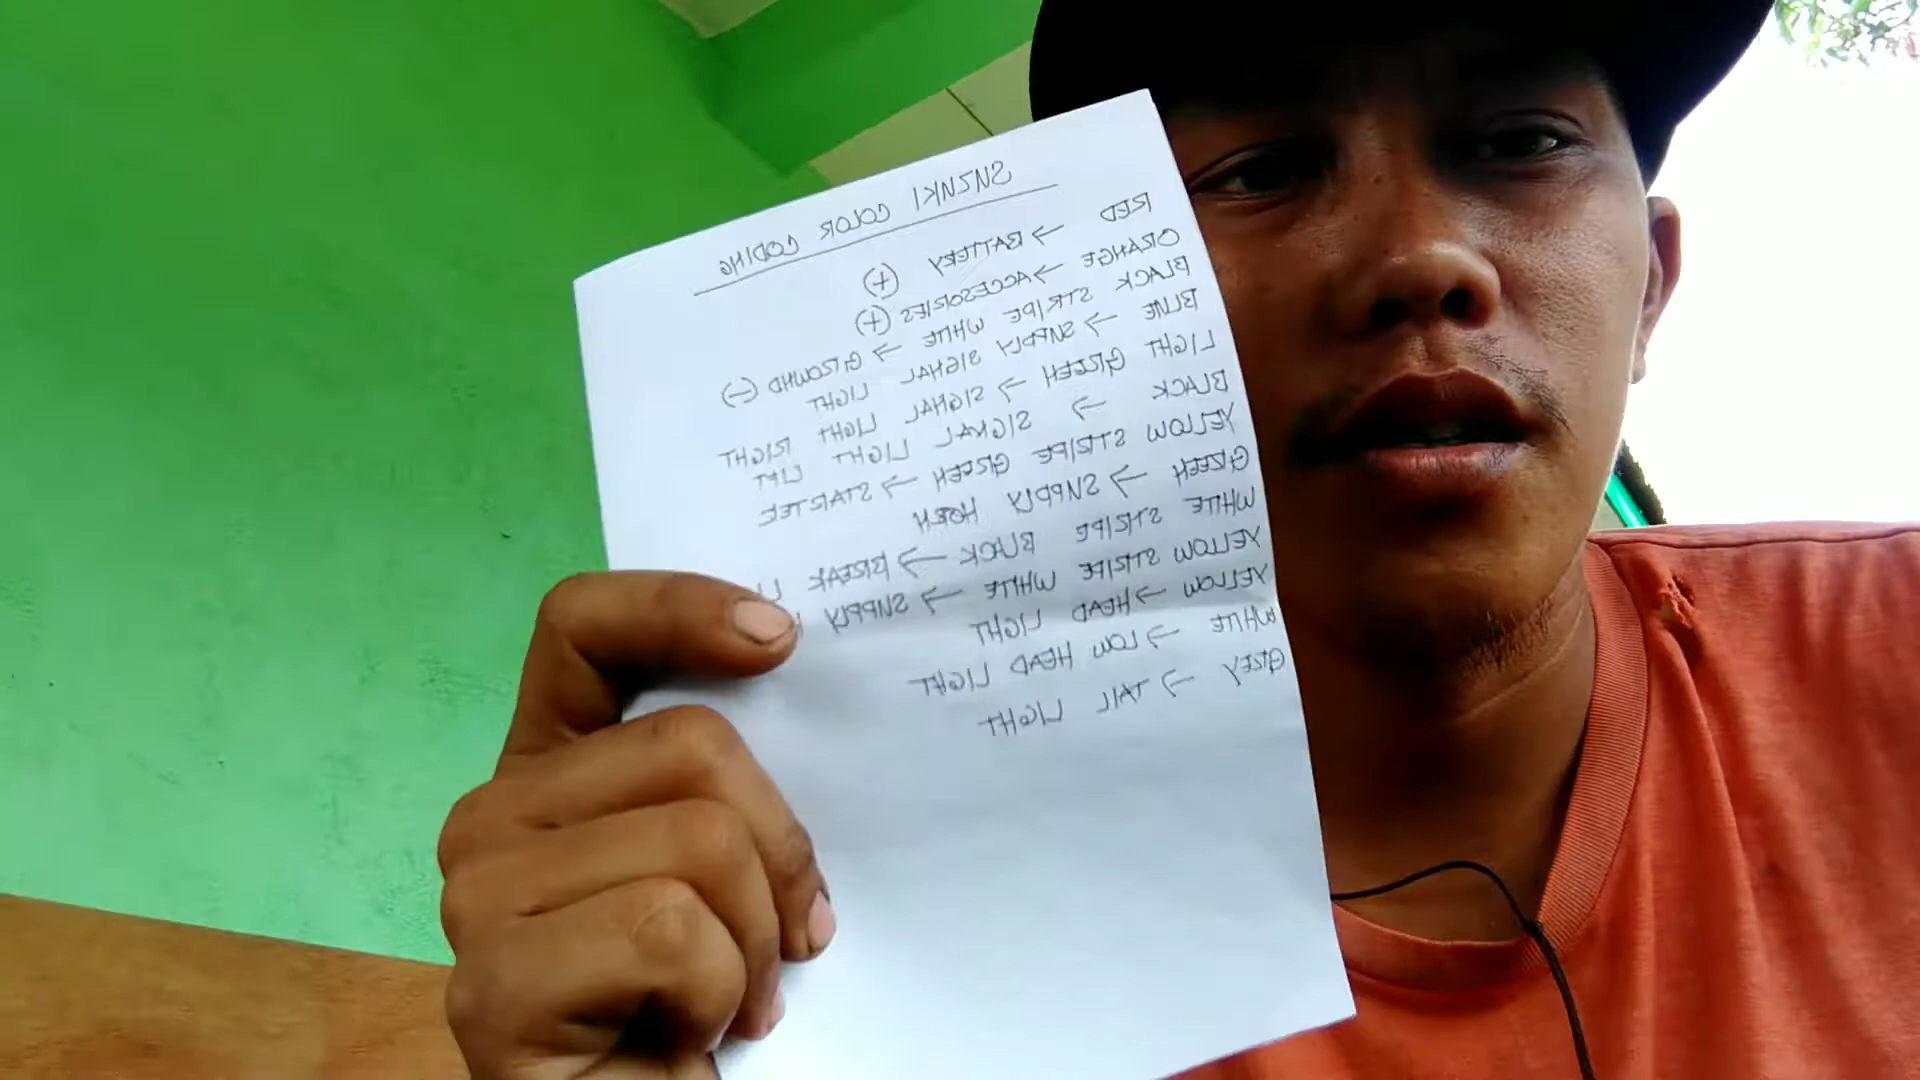 SUZUKI COLOR CODING
RED → BATTERY (+)
ORANGE → ACCESORIES (+)
BLACK STRIPE WHITE → GROUND (-)
BLUE → SUPPLY SIGNAL LIGHT
LIGHT GREEN → SIGNAL LIGHT RIGHT
BLACK → SIGNAL LIGHT LEFT
YELLOW STRIPE GREEN → STARTER
GREEN → SUPPLY HORN
WHITE STRIPE BLACK → BREAK
YELLOW STRIPE WHITE → SUPPLY
YELLOW → HEAD LIGHT
WHITE → LOW HEAD LIGHT
GREY → TAIL LIGHT